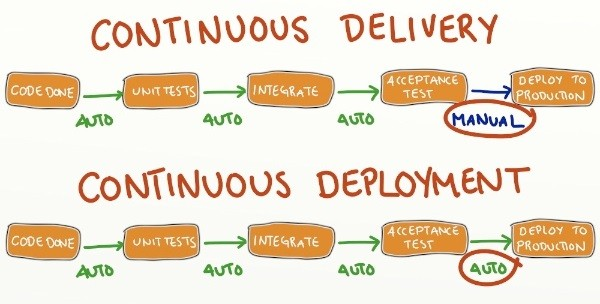 CONTINUOUS DELIVERY
CODE DONE
UNIT TESTS
INTEGRATE
ACCEPTANCE
TEST
DEPLOY TO
PRODUCTION
AUTO
AUTO
AUTO
MANUAL
CONTINUOUS DEPLOYMENT
CODE DONE
UNIT TESTS
INTEGRATE
ACCEPTANCE
TEST
DEPLOY TO
PRODUCTION
AUTO
AUTO
AUTO
AUTO